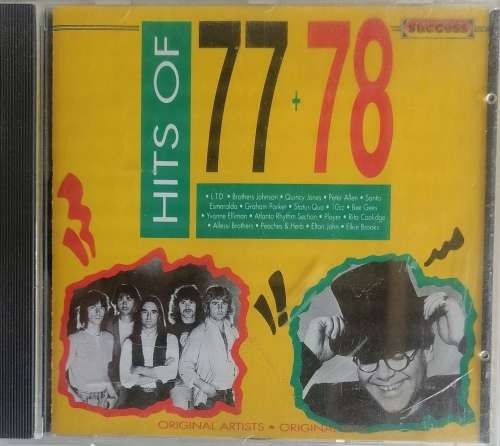 success
HITS OF
77 + 78
• L.T.D. • Brothers Johnson • Quincy Jones • Peter Allen • Santa
Esmeralda • Graham Parker • Status Quo • 10cc • Bee Gees
• Yvonne Elliman • Atlanta Rhythm Section • Player • Rita Coolidge
• Allessi Brothers • Peaches & Herb • Elton John • Elkie Brooks
ORIGINAL ARTISTS • ORIGINAL